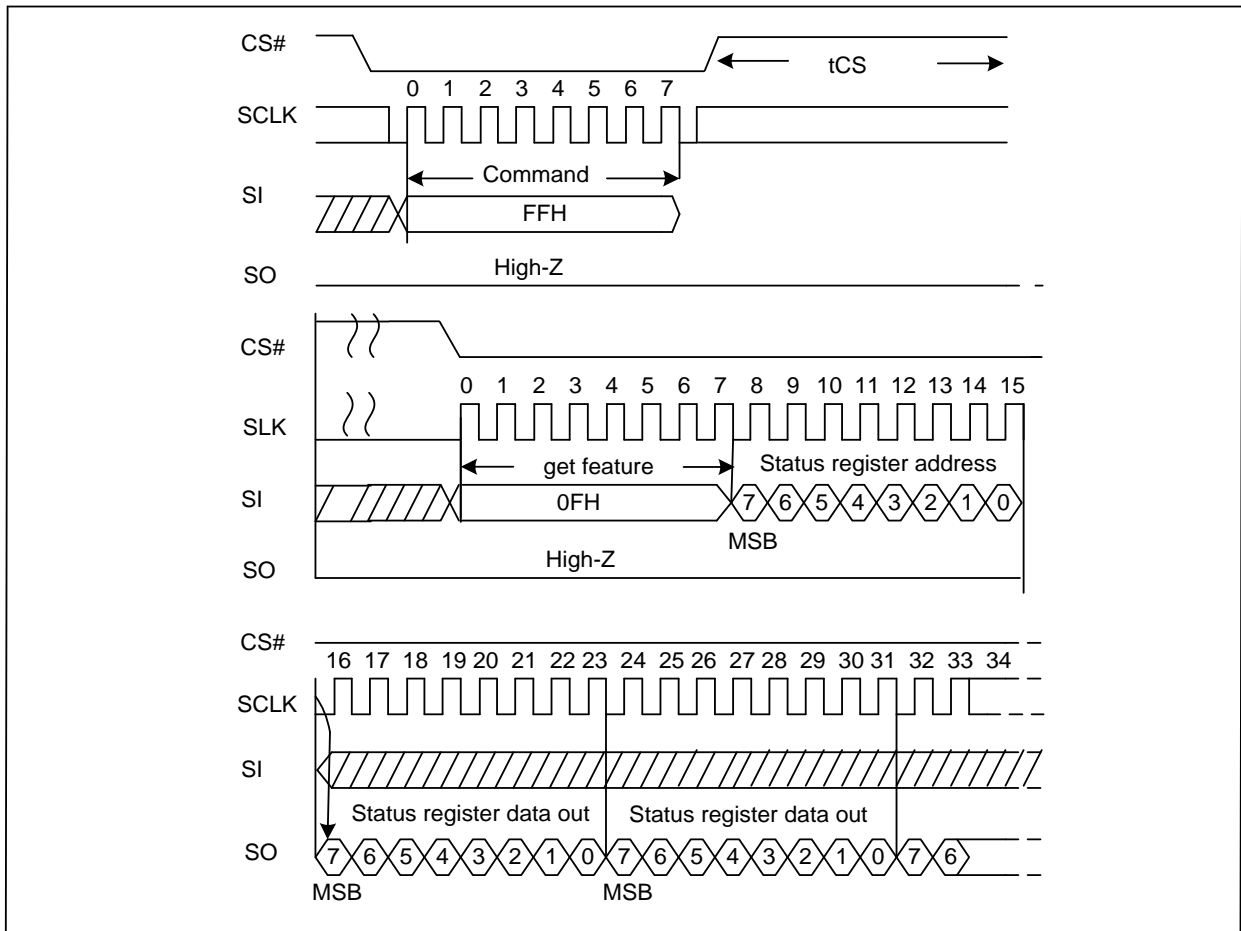 CS#
tCS
0 1 2 3 4 5 6 7
SCLK
Command
SI
FFH
High-Z
SO
CS#
0 1 2 3 4 5 6 7 8 9 10 11 12 13 14 15
SLK
get feature Status register address
SI
0FH 7 6 5 4 3 2 1 0
MSB
High-Z
SO
CS#
16 17 18 19 20 21 22 23 24 25 26 27 28 29 30 31 32 33 34
SCLK
SI
Status register data out Status register data out
SO 7 6 5 4 3 2 1 0 7 6 5 4 3 2 1 0 7 6
MSB MSB